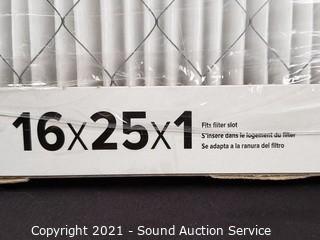 16x25x1
Fits filter slot
S'insère dans le logement du filter
Se adapta a la ranura del filtro
Copyright 2021 - Sound Auction Service